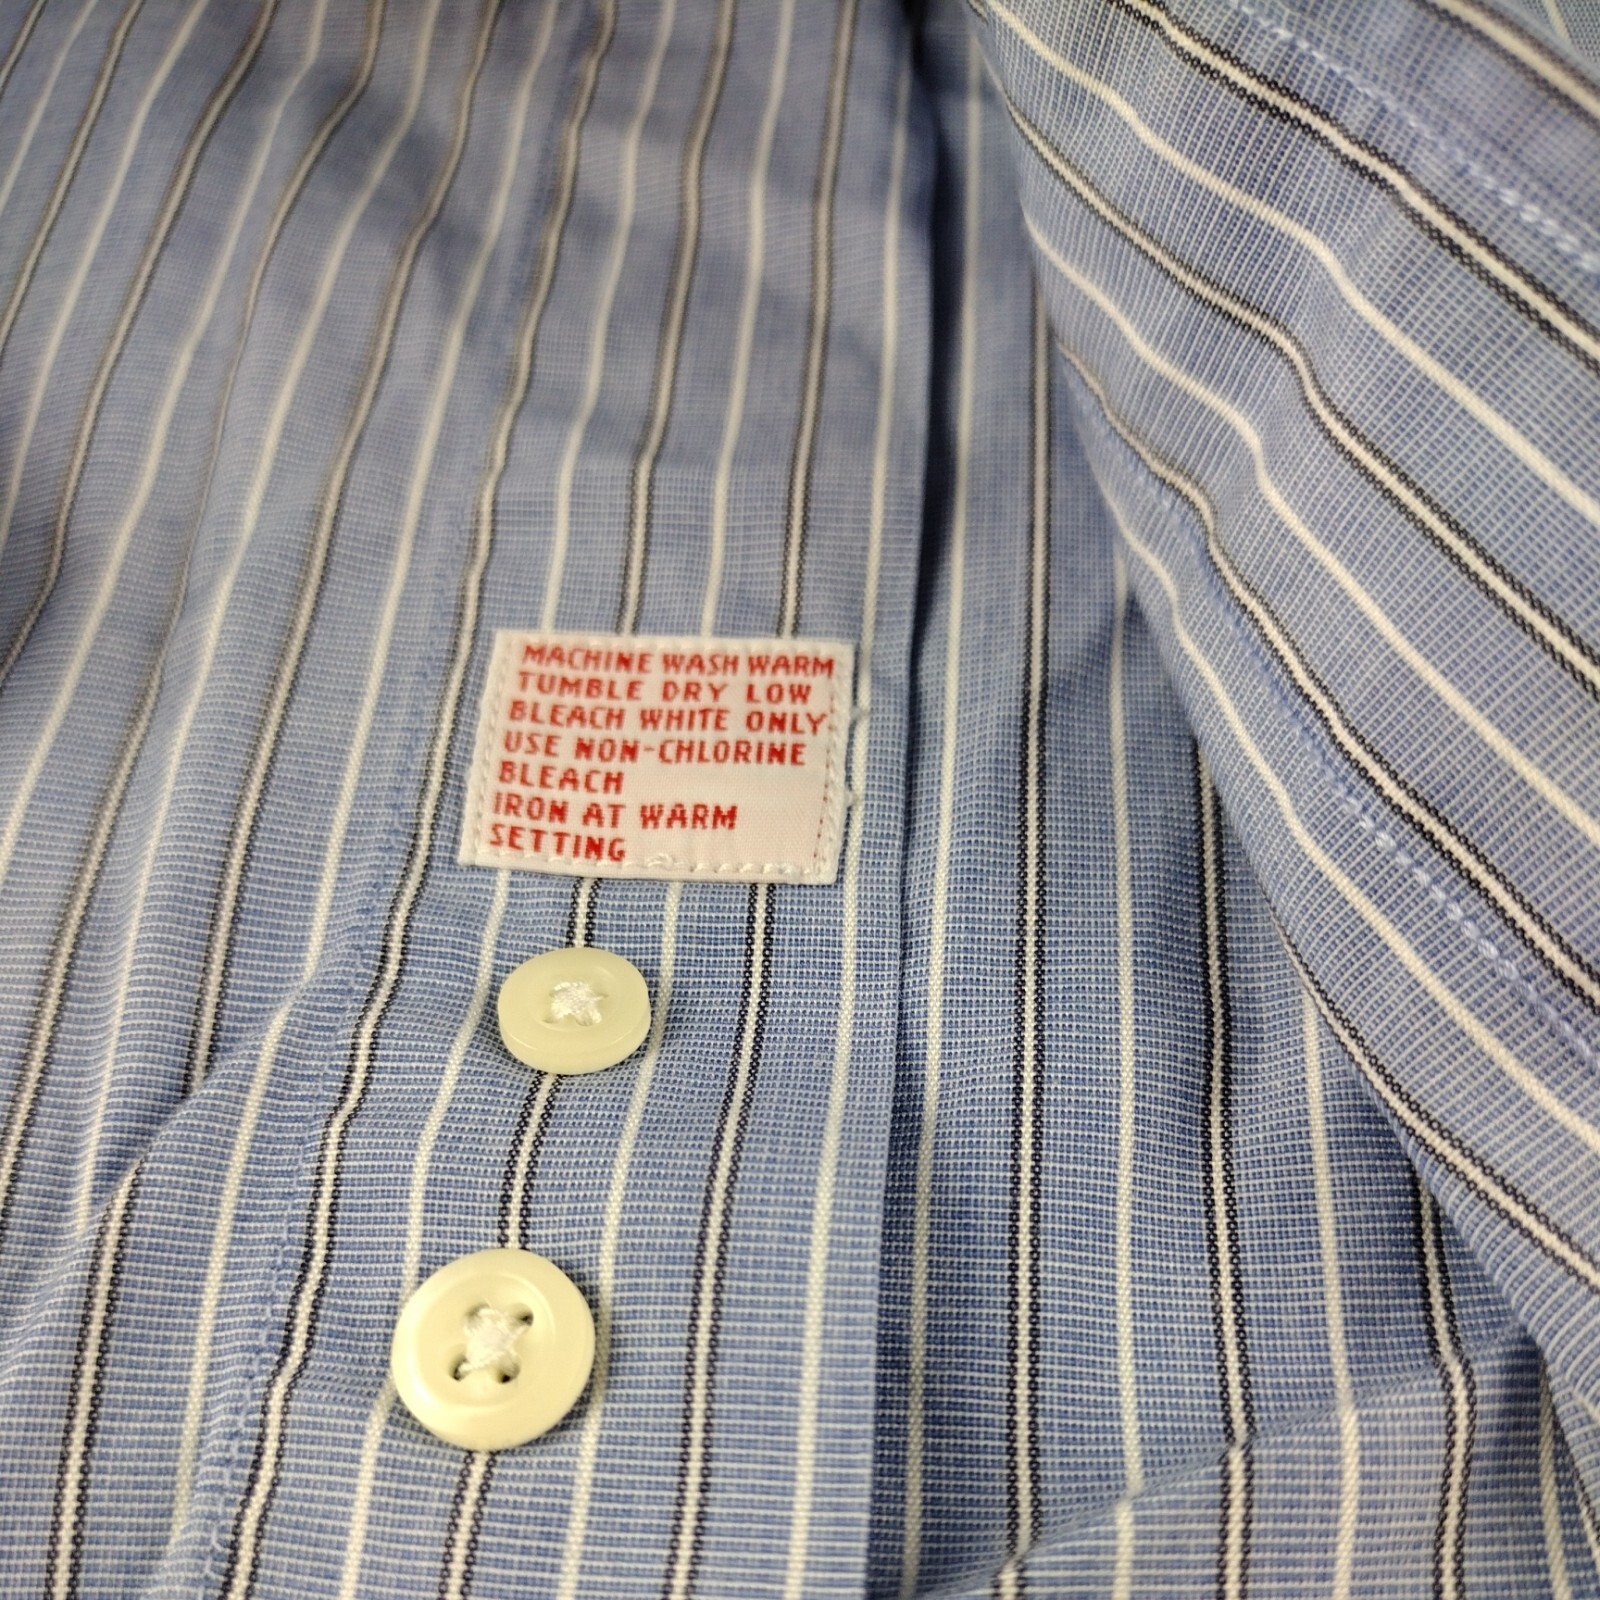 MACHINE WASH WARM
TUMBLE DRY LOW
BLEACH WHITE ONLY
USE NON-CHLORINE
BLEACH
IRON AT WARM
SETTING